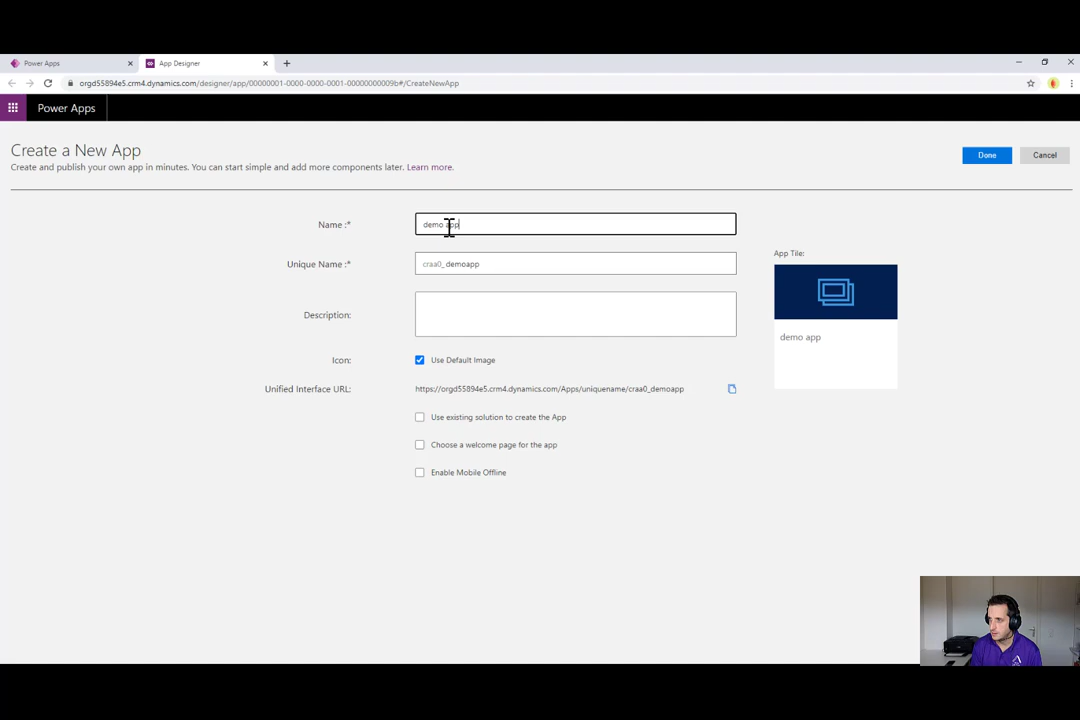 Power Apps
App Designer
orgd55894e5.crm4.dynamics.com/designer/app/00000001-0000-0000-0001-00000000009b#/CreateNewApp
Power Apps
Create a New App
Create and publish your own app in minutes. You can start simple and add more components later. Learn more.
Done
Cancel
Name :*
demo app
Unique Name :*
craa0_ demoapp
App Tile:
demo app
Description:
Icon:
Use Default Image
Unified Interface URL:
https://orgd55894e5.crm4.dynamics.com/Apps/uniquename/craa0_demoapp
Use existing solution to create the App
Choose a welcome page for the app
Enable Mobile Offline